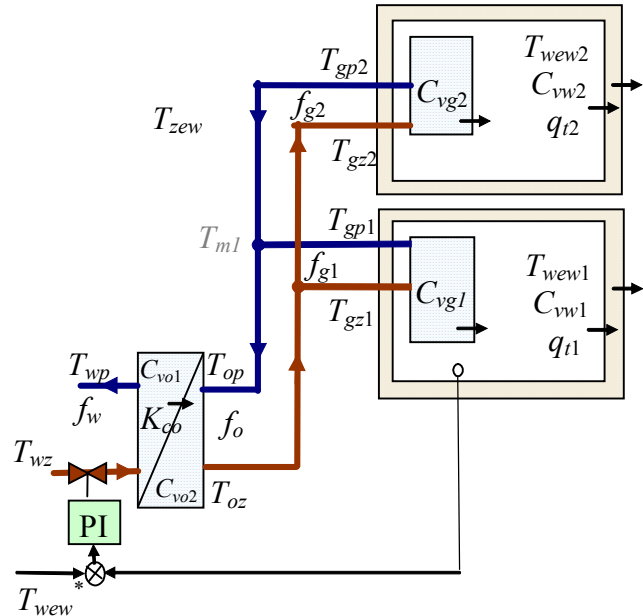 T_gp2
T_wew2
C_vg2
C_vw2
T_zew
f_g2
q_t2
T_gz2
T_gp1
T_m1
f_g1
T_wew1
C_vg1
C_vw1
T_gz1
q_t1
T_wp
C_vo1
T_op
f_w
K_co
f_o
T_wz
C_vo2
T_oz
PI
T_wew*